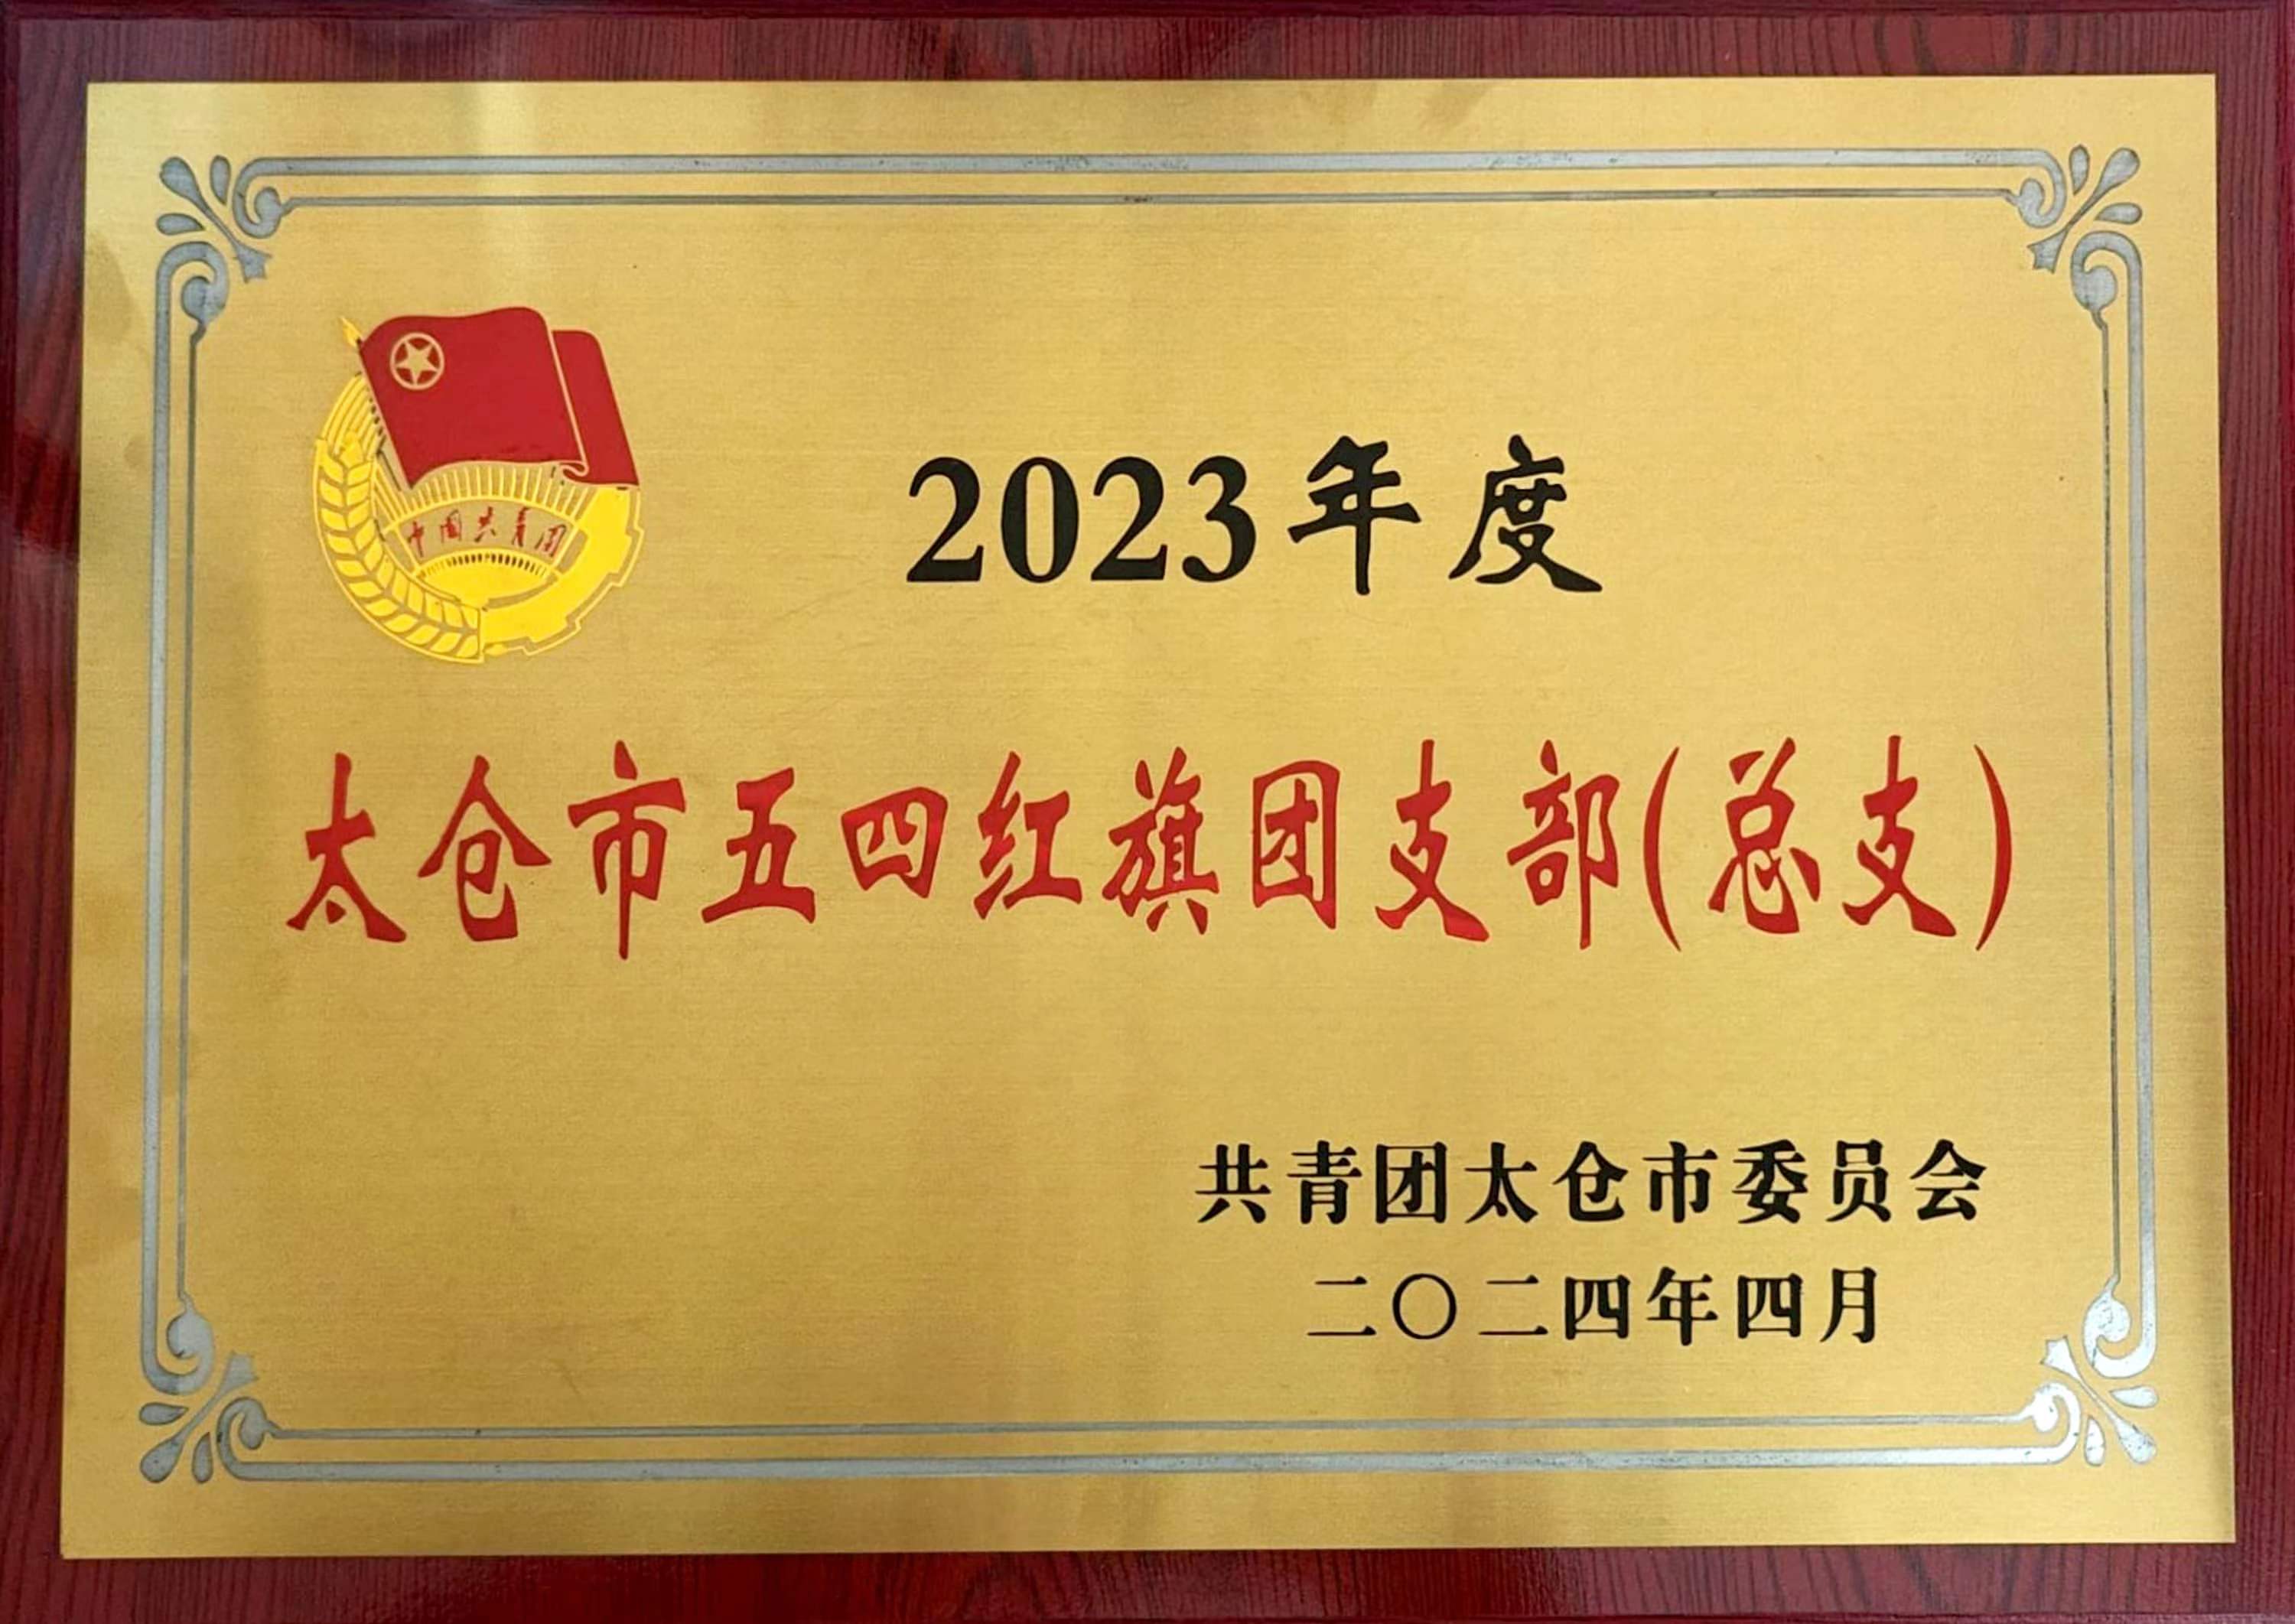 中国共青团
2023年度
太仓市五四红旗团支部(总支)
共青团太仓市委员会
二〇二四年四月